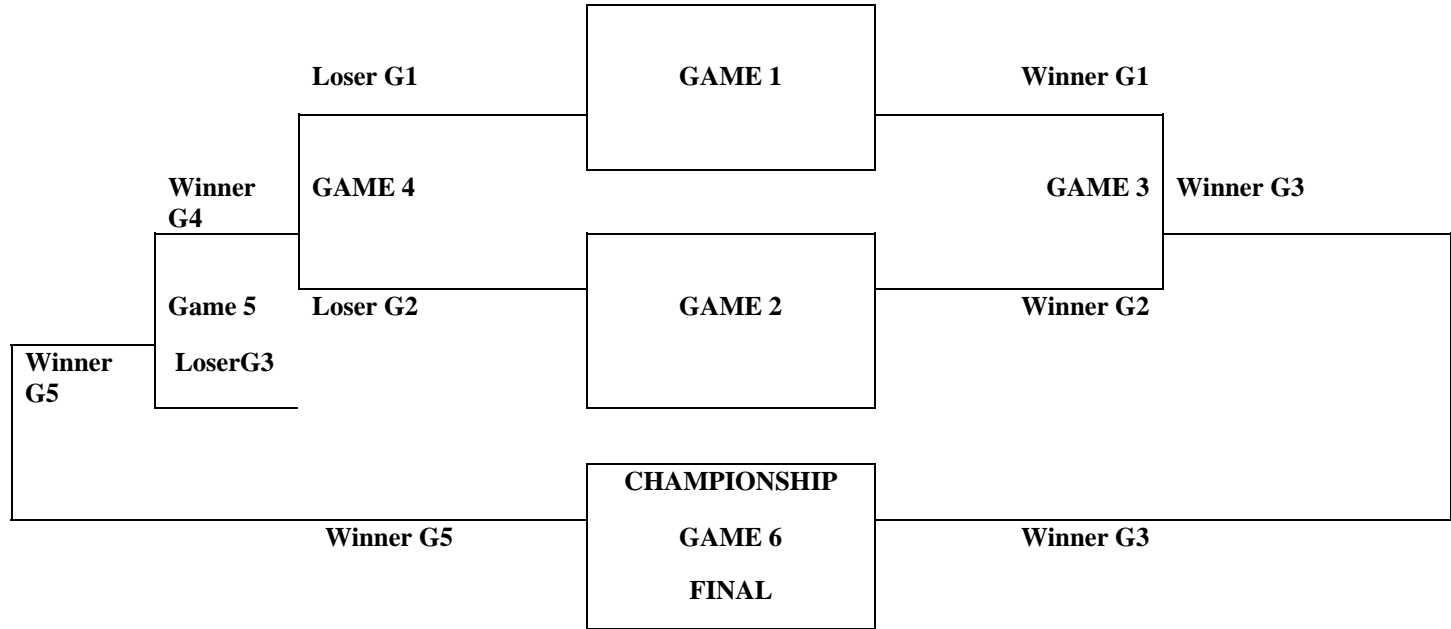 Loser G1 GAME 1 Winner G1
Winner GAME 4 GAME 3 Winner G3
G4
Game 5 Loser G2 GAME 2 Winner G2
Winner LoserG3
G5
CHAMPIONSHIP
Winner G5 GAME 6 Winner G3
FINAL